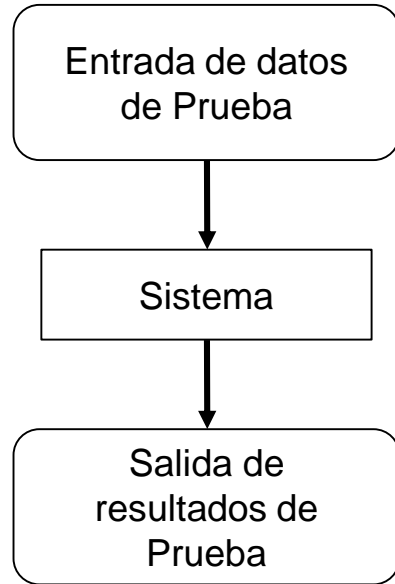 Entrada de datos
de Prueba
Sistema
Salida de
resultados de
Prueba